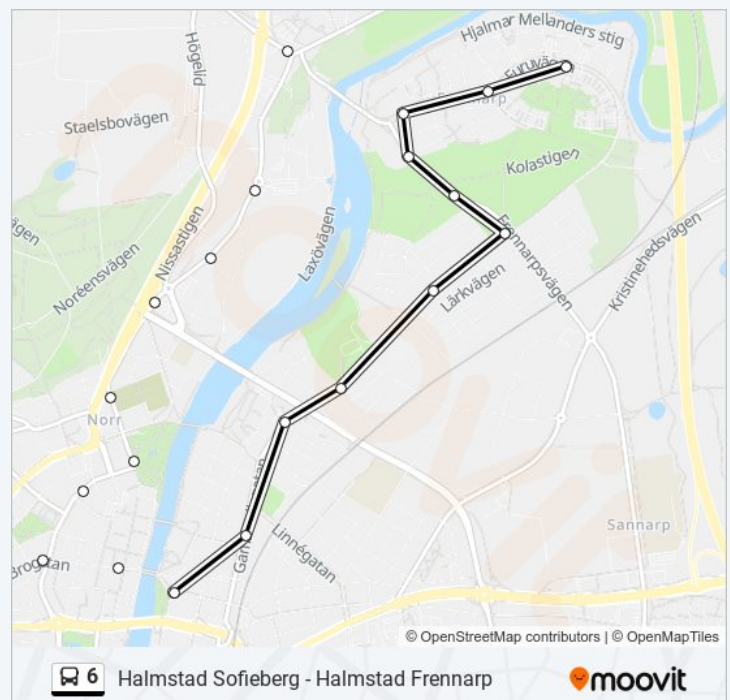 Hjalmar Mellanders stig
Högelid
Furuväg
Staelsbovägen
Kolastigen
Nissastigen
Laxövägen
Frennarpsvägen
Kristinehedsvägen
Noréensvägen
Lärkvägen
Norr
Linnégatan
Sannarp
Brogatan
© OpenStreetMap contributors | © OpenMapTiles
6 Halmstad Sofieberg - Halmstad Frennarp
moovit